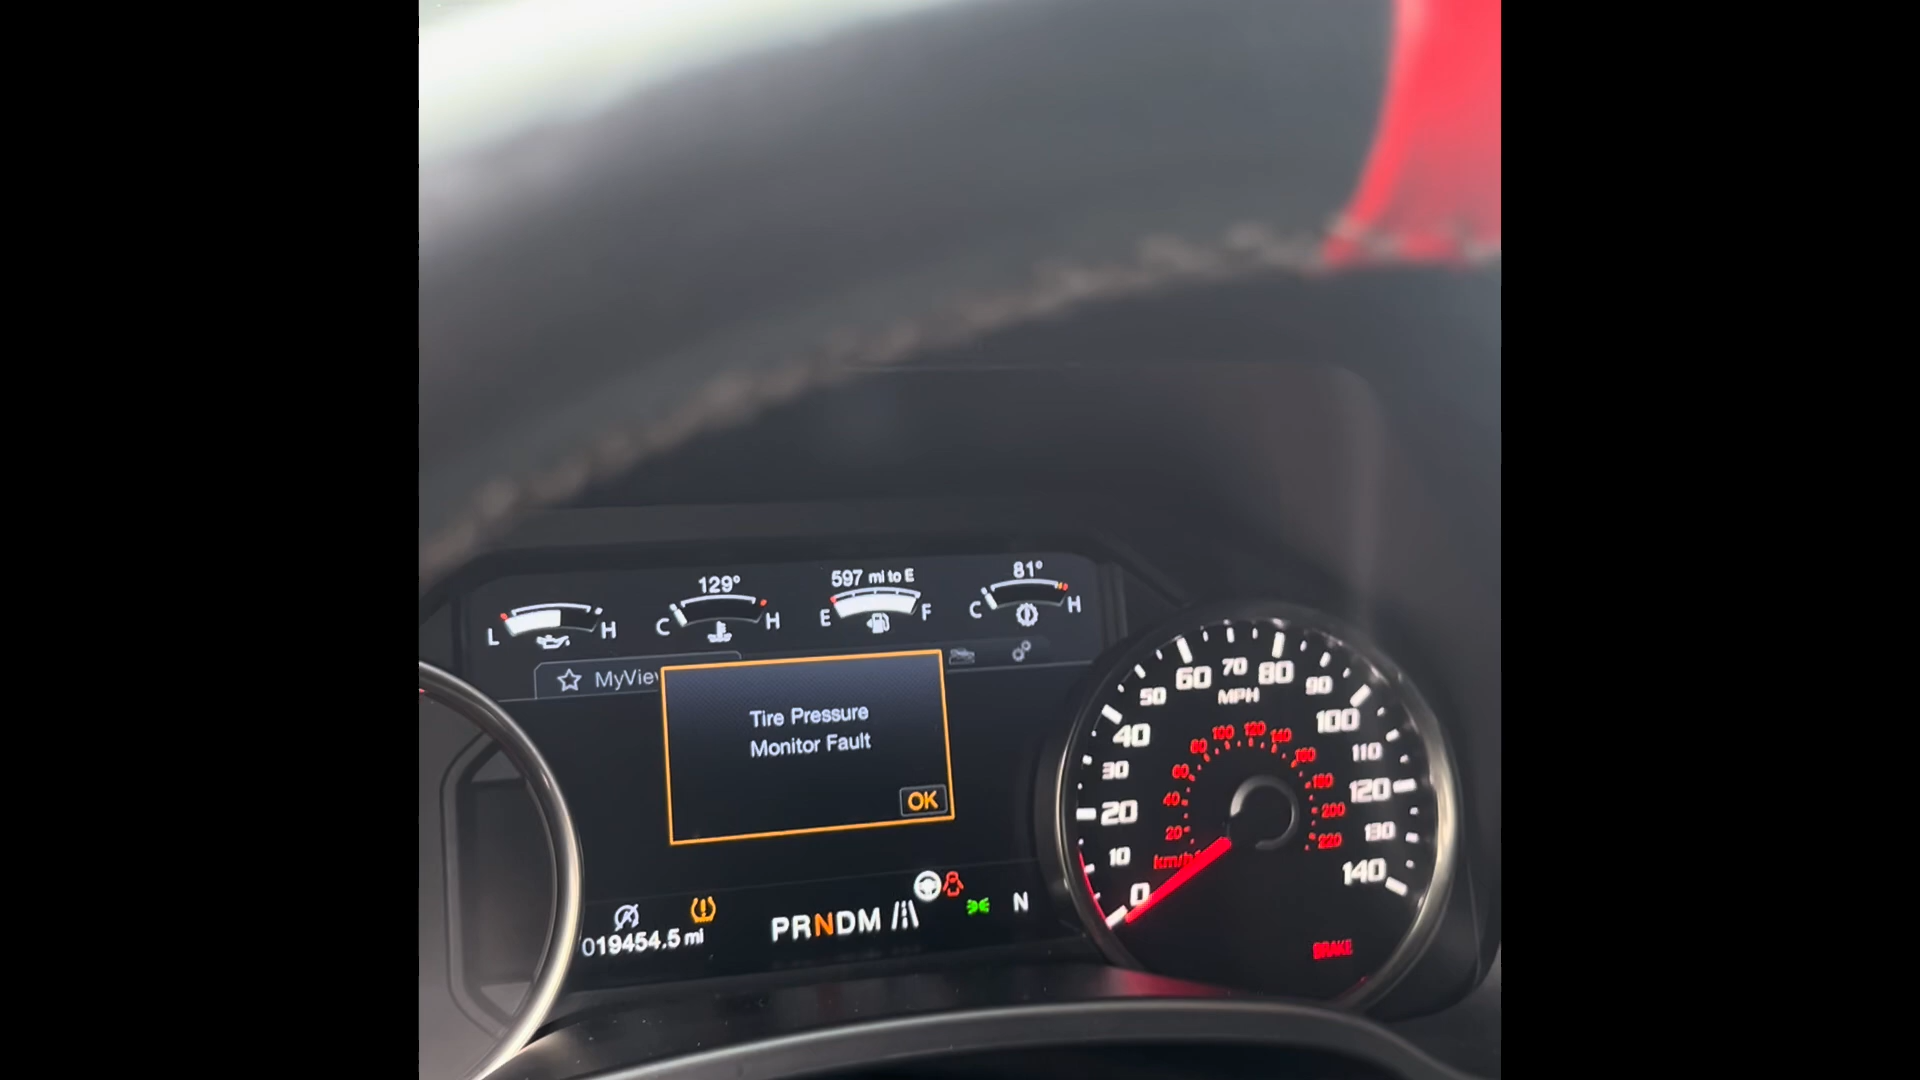 129°
597 mi to E
81°
L H
C H
E F
C H
MyView
Tire Pressure
Monitor Fault
OK
019454.5 mi
PRNDM
N
0
10
20
30
40
50
60
70
80
90
100
110
120
130
140
MPH
20
40
60
80
100
120
140
160
180
200
220
km/h
BRAKE